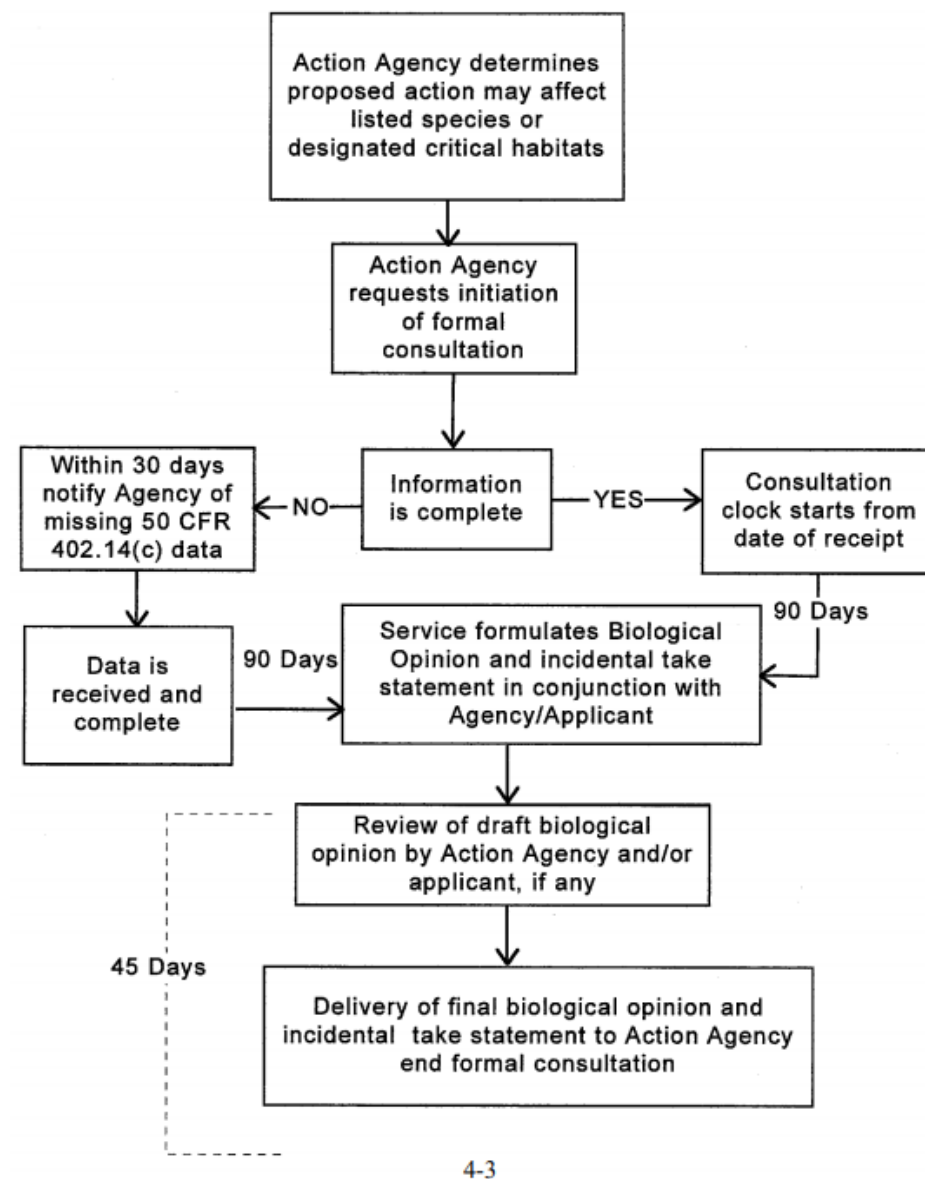 Action Agency determines
proposed action may affect
listed species or
designated critical habitats
Action Agency
requests initiation
of formal
consultation
Within 30 days
notify Agency of
missing 50 CFR
402.14(c) data
NO
Information
is complete
YES
Consultation
clock starts from
date of receipt
90 Days
Data is
received and
complete
90 Days
Service formulates Biological
Opinion and incidental take
statement in conjunction with
Agency/Applicant
Review of draft biological
opinion by Action Agency and/or
applicant, if any
45 Days
Delivery of final biological opinion and
incidental take statement to Action Agency
end formal consultation
4-3